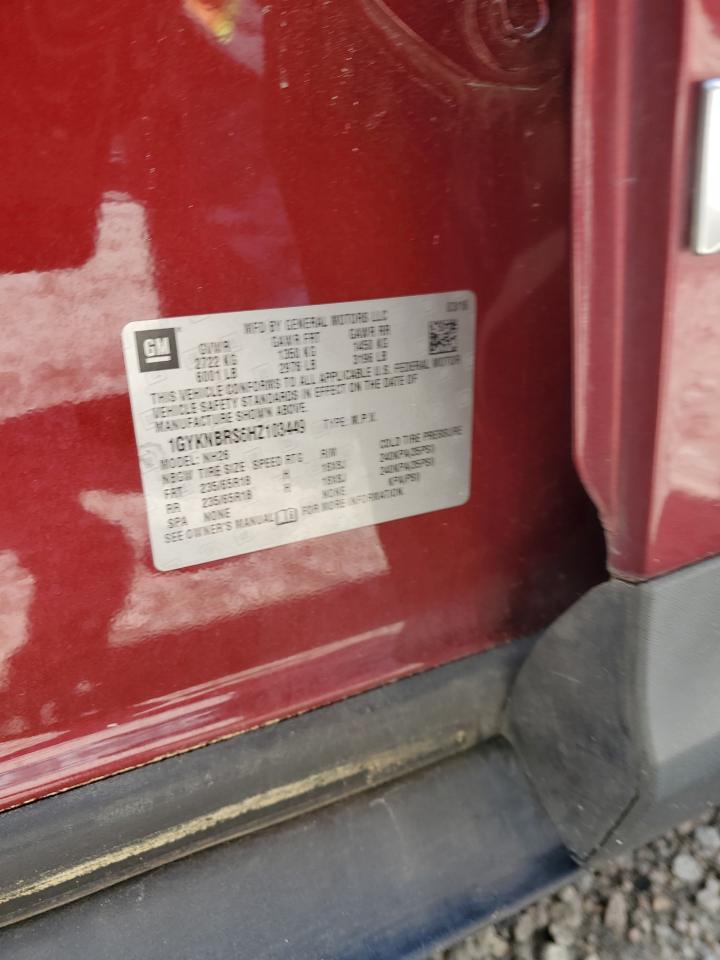 GM MFD BY GENERAL MOTORS LLC 03/16
GVWR GAWR FRT GAWR RR
2722 KG 1350 KG 1450 KG
6001 LB 2976 LB 3196 LB
THIS VEHICLE CONFORMS TO ALL APPLICABLE U.S. FEDERAL MOTOR
VEHICLE SAFETY STANDARDS IN EFFECT ON THE DATE OF
MANUFACTURE SHOWN ABOVE.
1GYKNBRS5HZ103449 TYPE: M.P.V.
MODEL: NH26
TIRE SIZE SPEED RTG R/W COLD TIRE PRESSURE
FRT 235/65R18 H 18X8J 240KPA(35PSI)
RR 235/65R18 H 18X8J 240KPA(35PSI)
SPA NONE NONE KPA(PSI)
SEE OWNER'S MANUAL FOR MORE INFORMATION